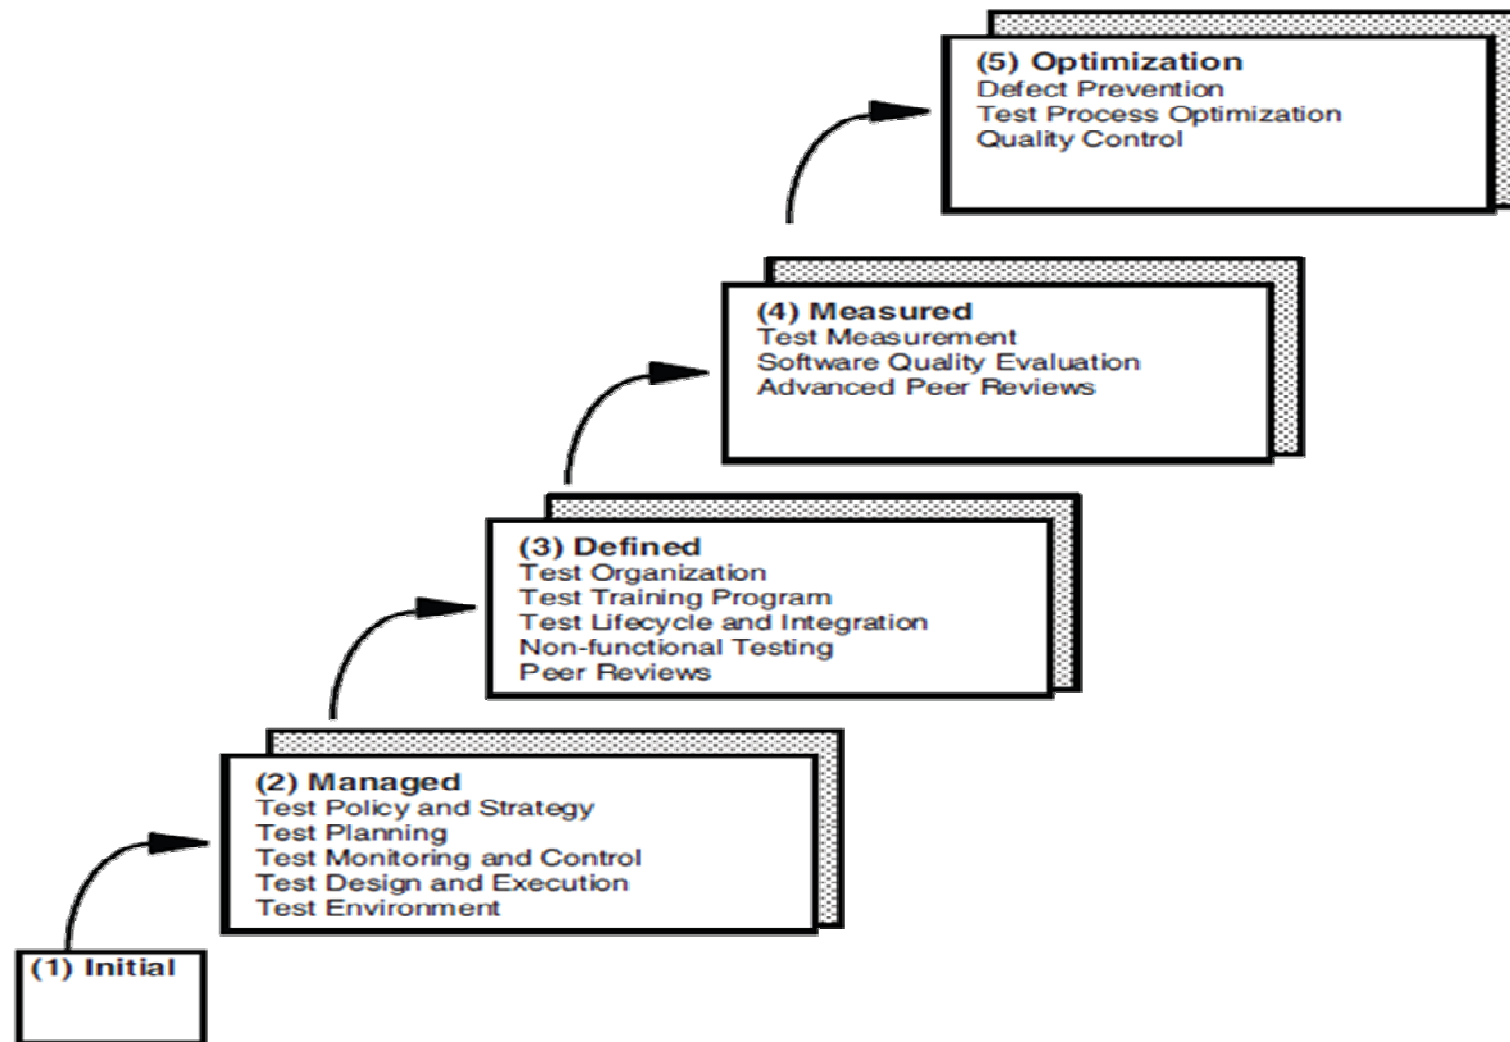 (5) Optimization
Defect Prevention
Test Process Optimization
Quality Control
(4) Measured
Test Measurement
Software Quality Evaluation
Advanced Peer Reviews
(3) Defined
Test Organization
Test Training Program
Test Lifecycle and Integration
Non-functional Testing
Peer Reviews
(2) Managed
Test Policy and Strategy
Test Planning
Test Monitoring and Control
Test Design and Execution
Test Environment
(1) Initial